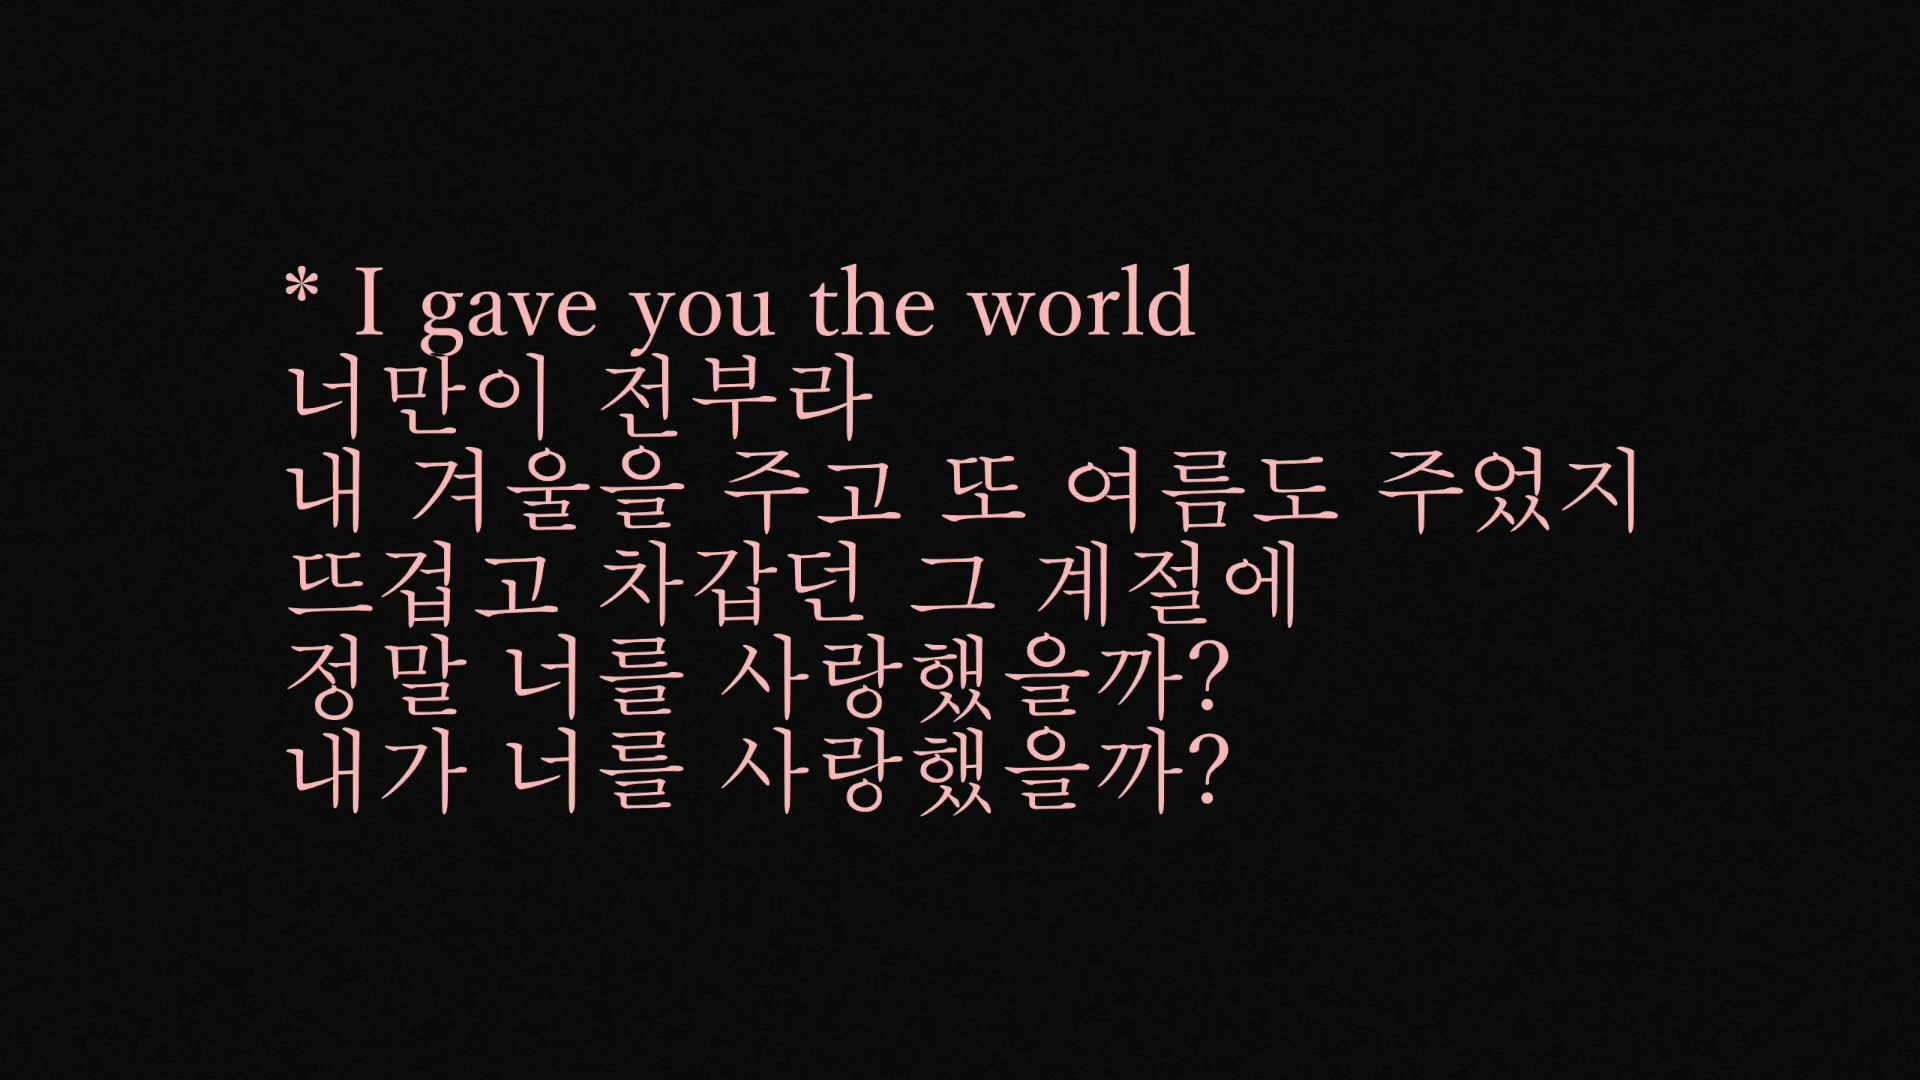 * I gave you the world
너만이 전부라
내 겨울을 주고 또 여름도 주었지
뜨겁고 차갑던 그 계절에
정말 너를 사랑했을까?
내가 너를 사랑했을까?